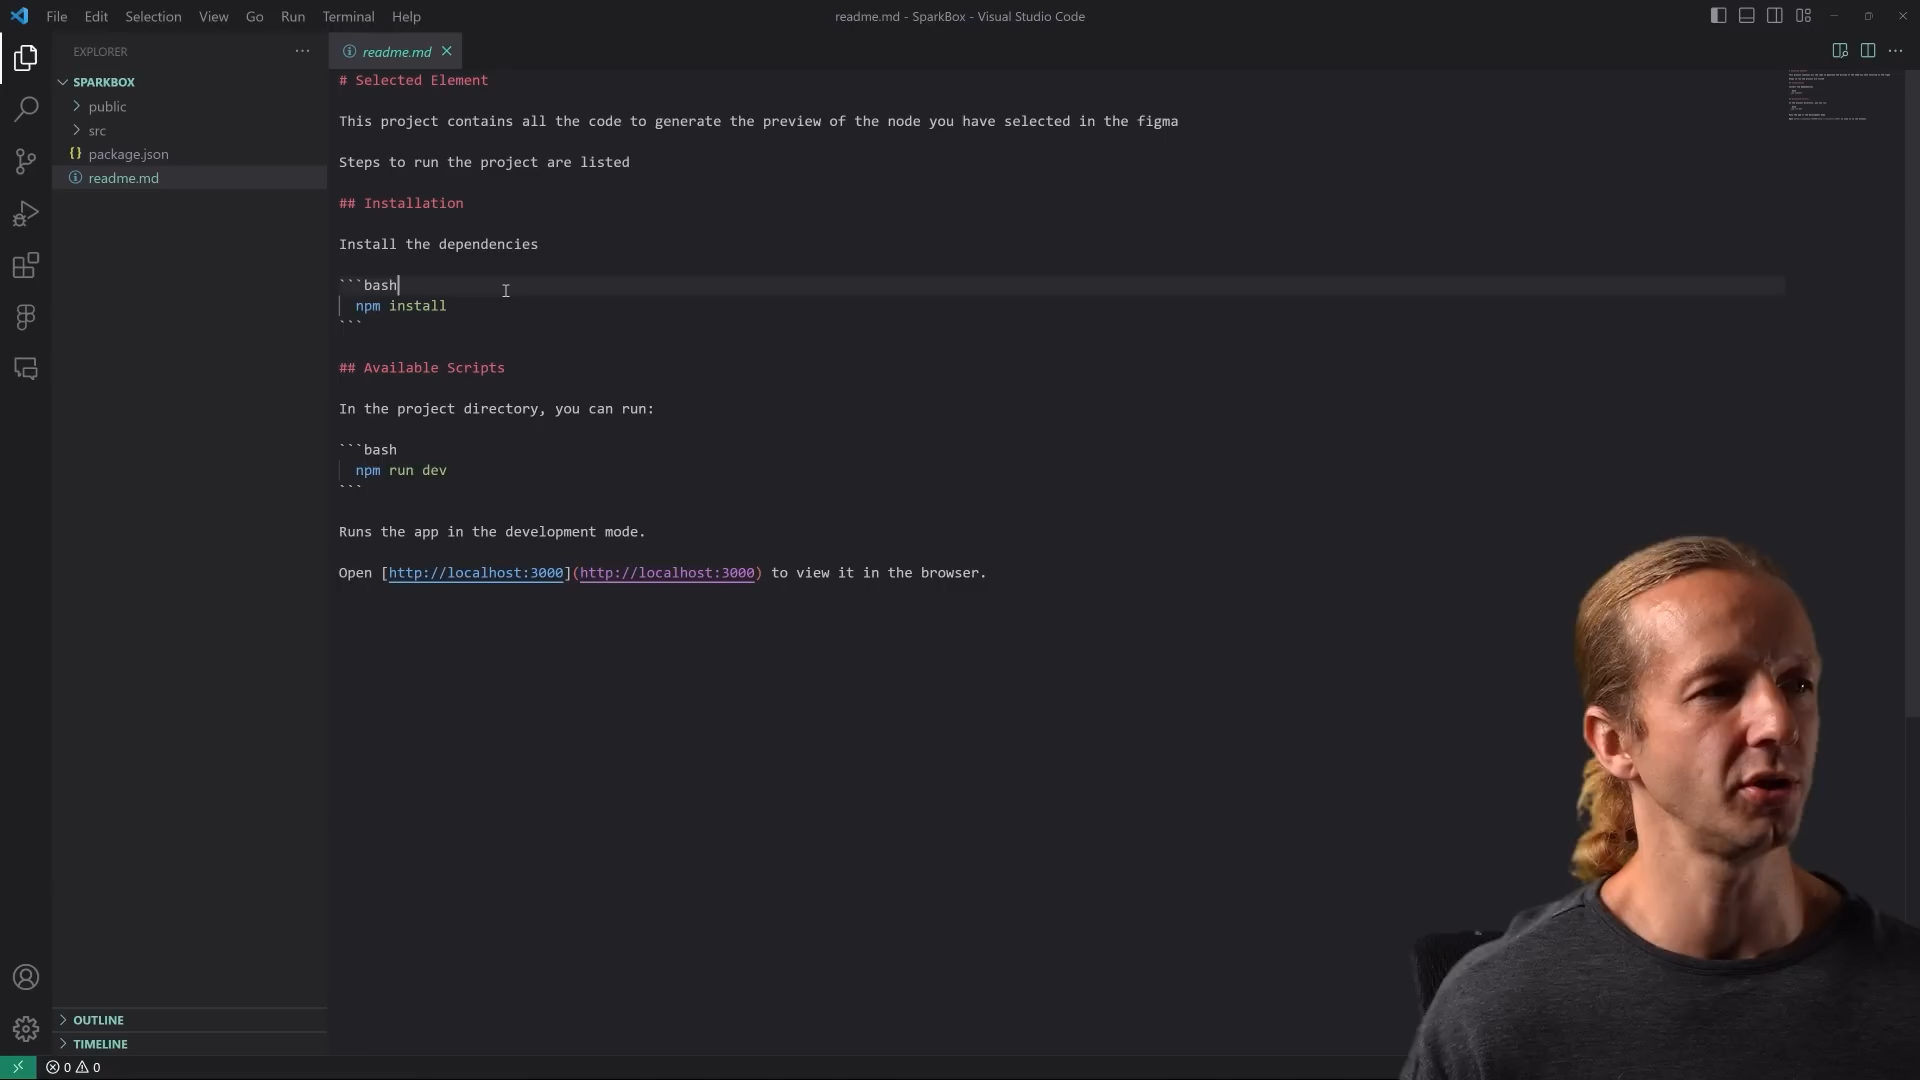 File Edit Selection View Go Run Terminal Help
readme.md - SparkBox - Visual Studio Code
EXPLORER
readme.md
SPARKBOX
public
src
package.json
readme.md
# Selected Element
This project contains all the code to generate the preview of the node you have selected in the figma
Steps to run the project are listed
## Installation
Install the dependencies
```bash
npm install
```
## Available Scripts
In the project directory, you can run:
```bash
npm run dev
```
Runs the app in the development mode.
Open [http://localhost:3000](http://localhost:3000) to view it in the browser.
OUTLINE
TIMELINE
0 0